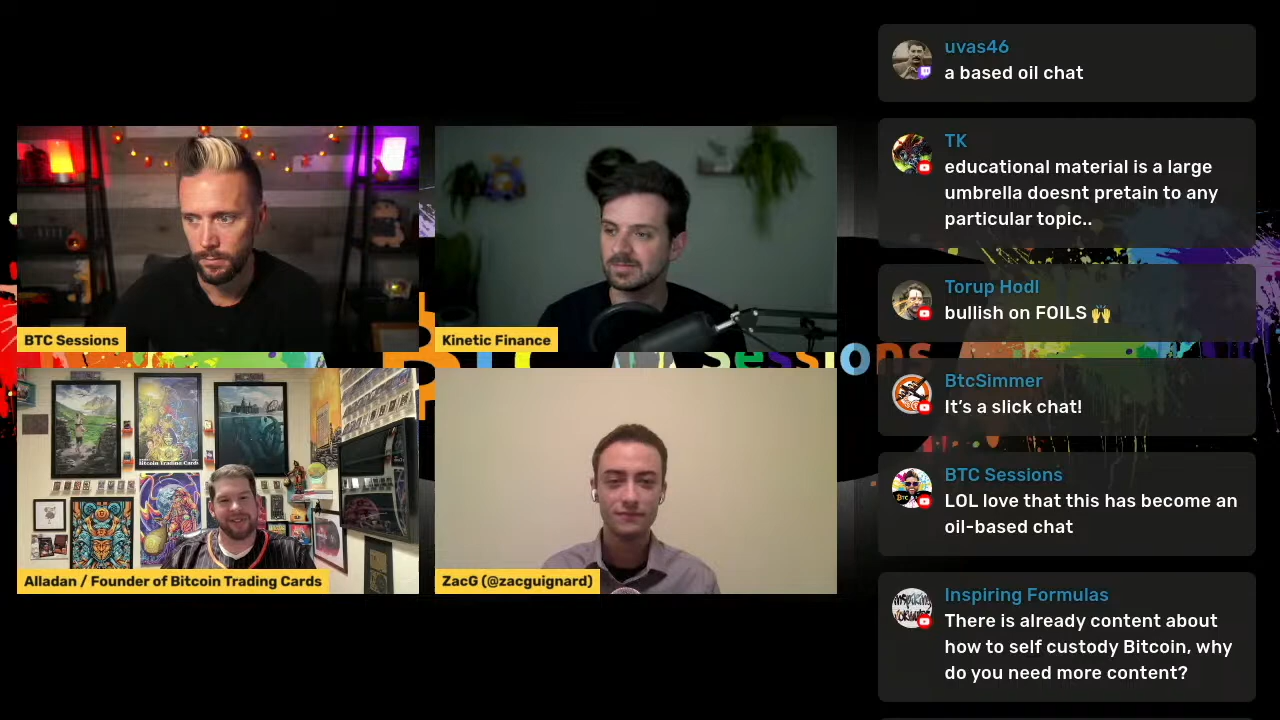 BTC Sessions
Kinetic Finance
Bitcoin Trading Cards
Alladan / Founder of Bitcoin Trading Cards
ZacG (@zacguignard)
uvas46
a based oil chat
TK
educational material is a large
umbrella doesnt pretain to any
particular topic..
Torup Hodl
bullish on FOILS 🙌
BtcSimmer
It’s a slick chat!
BTC Sessions
LOL love that this has become an
oil-based chat
Inspiring Formulas
There is already content about
how to self custody Bitcoin, why
do you need more content?